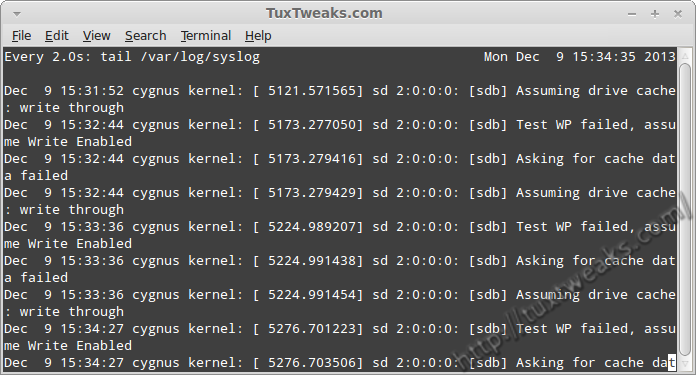 TuxTweaks.com
File Edit View Search Terminal Help
Every 2.0s: tail /var/log/syslog Mon Dec  9 15:34:35 2013
Dec  9 15:31:52 cygnus kernel: [ 5121.571565] sd 2:0:0:0: [sdb] Assuming drive cache
: write through
Dec  9 15:32:44 cygnus kernel: [ 5173.277050] sd 2:0:0:0: [sdb] Test WP failed, assu
me Write Enabled
Dec  9 15:32:44 cygnus kernel: [ 5173.279416] sd 2:0:0:0: [sdb] Asking for cache dat
a failed
Dec  9 15:32:44 cygnus kernel: [ 5173.279429] sd 2:0:0:0: [sdb] Assuming drive cache
: write through
Dec  9 15:33:36 cygnus kernel: [ 5224.989207] sd 2:0:0:0: [sdb] Test WP failed, assu
me Write Enabled
Dec  9 15:33:36 cygnus kernel: [ 5224.991438] sd 2:0:0:0: [sdb] Asking for cache dat
a failed
Dec  9 15:33:36 cygnus kernel: [ 5224.991454] sd 2:0:0:0: [sdb] Assuming drive cache
: write through
Dec  9 15:34:27 cygnus kernel: [ 5276.701223] sd 2:0:0:0: [sdb] Test WP failed, assu
me Write Enabled
Dec  9 15:34:27 cygnus kernel: [ 5276.703506] sd 2:0:0:0: [sdb] Asking for cache dat
http://tuxtweaks.com/